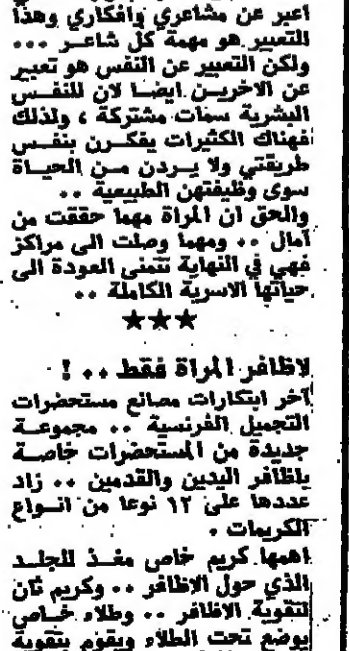 اعبر عن مشاعري وافكاري وهذا
التعبير هو مهمة كل شاعر ...
ولكن التعبير عن النفس هو تعبير
عن الاخرين ايضا لان للنفس
البشرية سمات مشتركة ، ولذلك
فهناك الكثيرات يفكرن بنفس
طريقتي ولا يردن من الحياة
سوى وظيفتهن الطبيعية ..
والحق ان المراة مهما حققت من
آمال .. ومهما وصلت الى مراكز
فهي في النهاية تتمنى العودة الى
حياتها الاسرية الكاملة ..
★★★
لاظافر المراة فقط .. !
آخر ابتكارات مصانع مستحضرات
التجميل الفرنسية .. مجموعة
جديدة من المستحضرات خاصة
باظافر اليدين والقدمين .. زاد
عددها على ١٢ نوعا من انواع
الكريمات .
اهمها كريم خاص مغذ للجلد
الذي حول الاظافر .. وكريم ثان
لتقوية الاظافر .. وطلاء خاص
يوضع تحت الطلاء ويقوم بتقوية